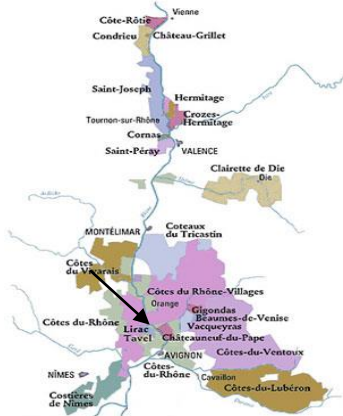 Vienne
Côte-Rôtie
Condrieu
Château-Grillet
Saint-Joseph
Hermitage
Crozes-
Hermitage
Tournon-sur-Rhône
Cornas
Saint-Péray
VALENCE
Clairette de Die
Die
Coteaux
du Tricastin
MONTÉLIMAR
Côtes
du Vivarais
Côtes du Rhône-Villages
Orange
Gigondas
Beaumes-de-Venise
Vacqueyras
Côtes du-Rhône
Lirac
Tavel
Châteauneuf-du-Pape
AVIGNON
Côtes-du-Ventoux
Côtes-
du-Rhône
Cavaillon
NÎMES
Côtes-du-Lubéron
Costières
de Nîmes